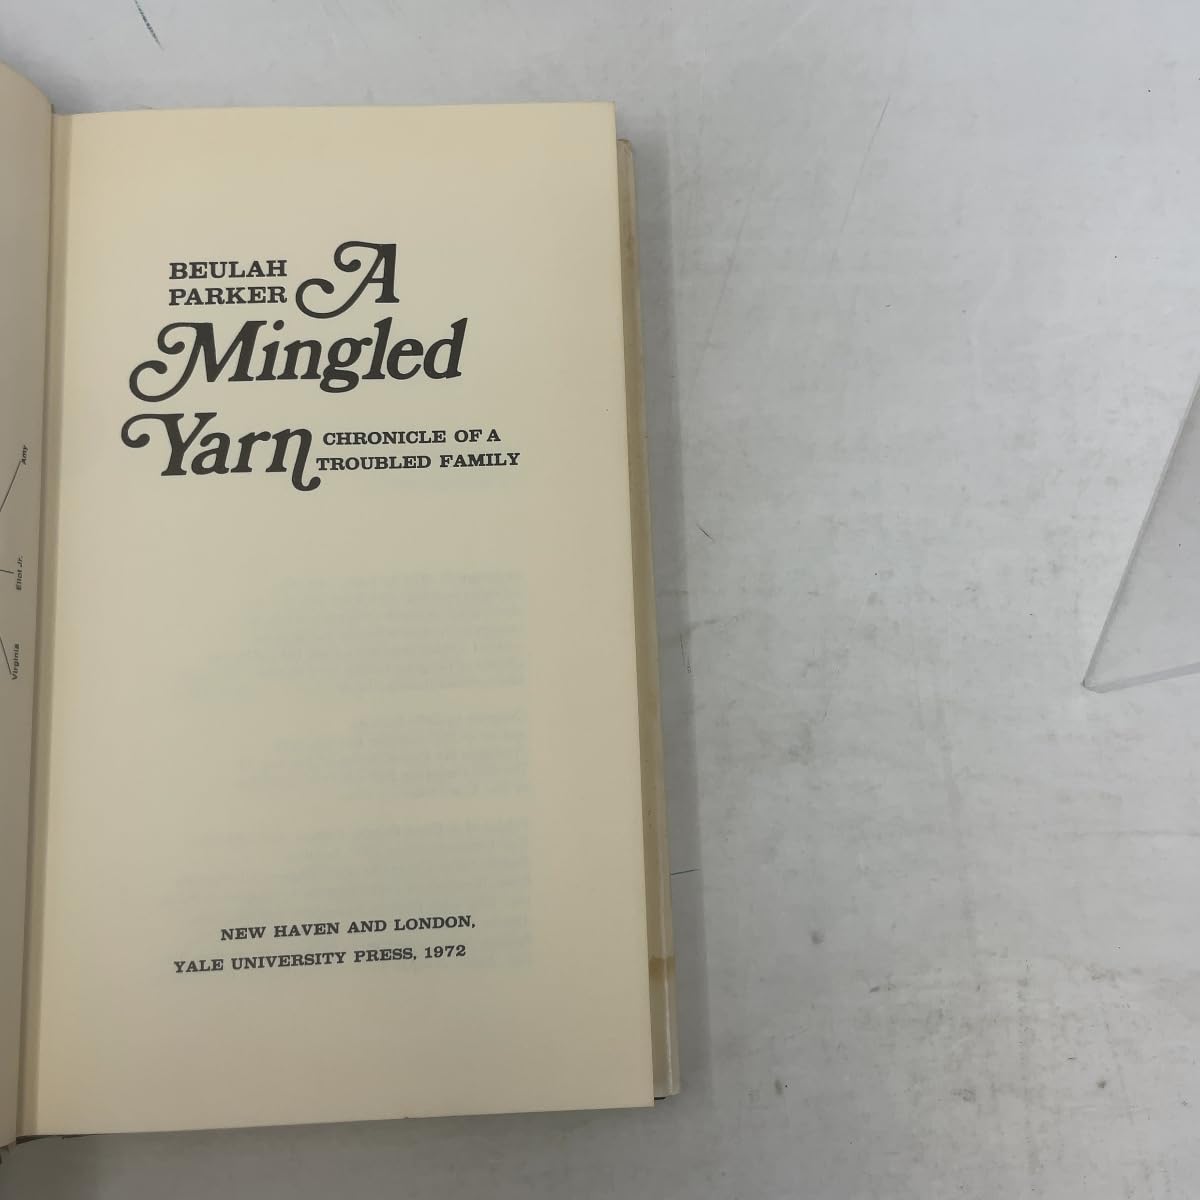 Amy
Eliot Jr.
Virginia
BEULAH
PARKER
A
Mingled
Yarn
CHRONICLE OF A
TROUBLED FAMILY
NEW HAVEN AND LONDON,
YALE UNIVERSITY PRESS, 1972